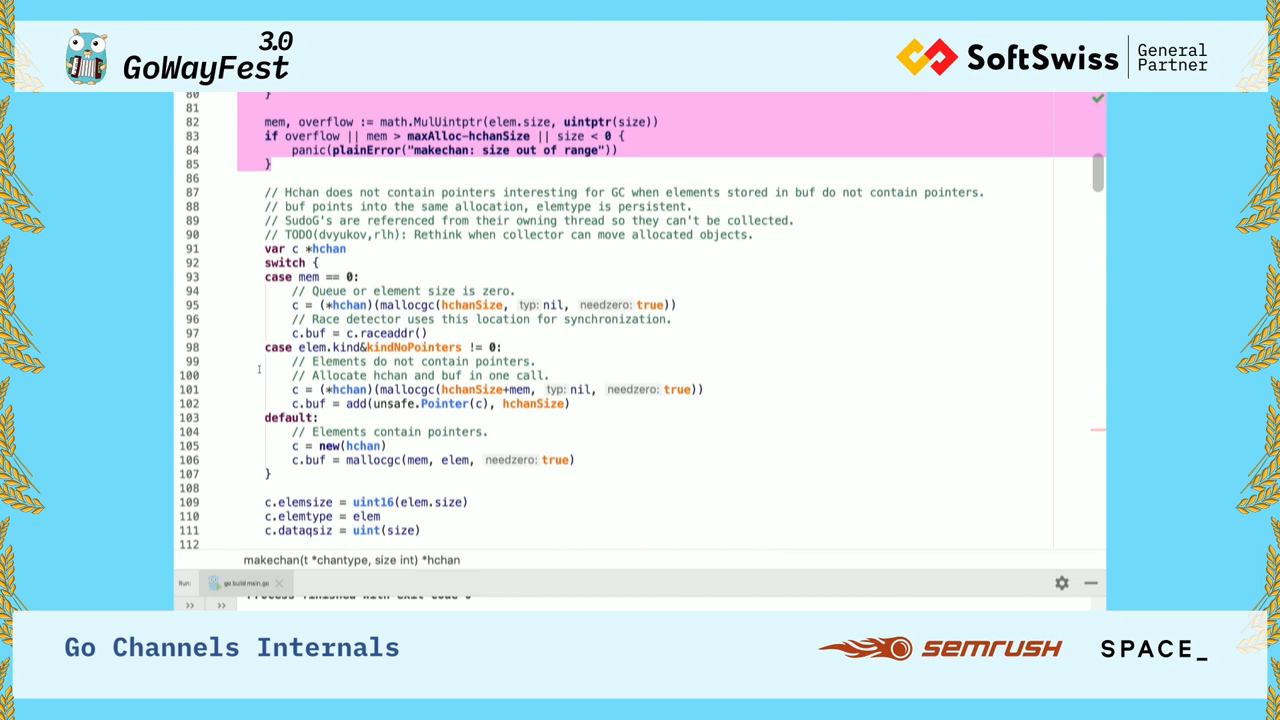 3.0
GoWayFest
SoftSwiss
General
Partner
80 }
81
82 mem, overflow := math.MulUintptr(elem.size, uintptr(size))
83 if overflow || mem > maxAlloc-hchanSize || size < 0 {
84 panic(plainError("makechan: size out of range"))
85 }
86
87 // Hchan does not contain pointers interesting for GC when elements stored in buf do not contain pointers.
88 // buf points into the same allocation, elemtype is persistent.
89 // SudoG's are referenced from their owning thread so they can't be collected.
90 // TODO(dvyukov,rlh): Rethink when collector can move allocated objects.
91 var c *hchan
92 switch {
93 case mem == 0:
94 // Queue or element size is zero.
95 c = (*hchan)(mallocgc(hchanSize, typ: nil, needzero: true))
96 // Race detector uses this location for synchronization.
97 c.buf = c.raceaddr()
98 case elem.kind&kindNoPointers != 0:
99 // Elements do not contain pointers.
100 // Allocate hchan and buf in one call.
101 c = (*hchan)(mallocgc(hchanSize+mem, typ: nil, needzero: true))
102 c.buf = add(unsafe.Pointer(c), hchanSize)
103 default:
104 // Elements contain pointers.
105 c = new(hchan)
106 c.buf = mallocgc(mem, elem, needzero: true)
107 }
108
109 c.elemsize = uint16(elem.size)
110 c.elemtype = elem
111 c.dataqsiz = uint(size)
112
makechan(t *chantype, size int) *hchan
Run: go build main.go
Process finished with exit code 0
Go Channels Internals
SEMRUSH
SPACE_